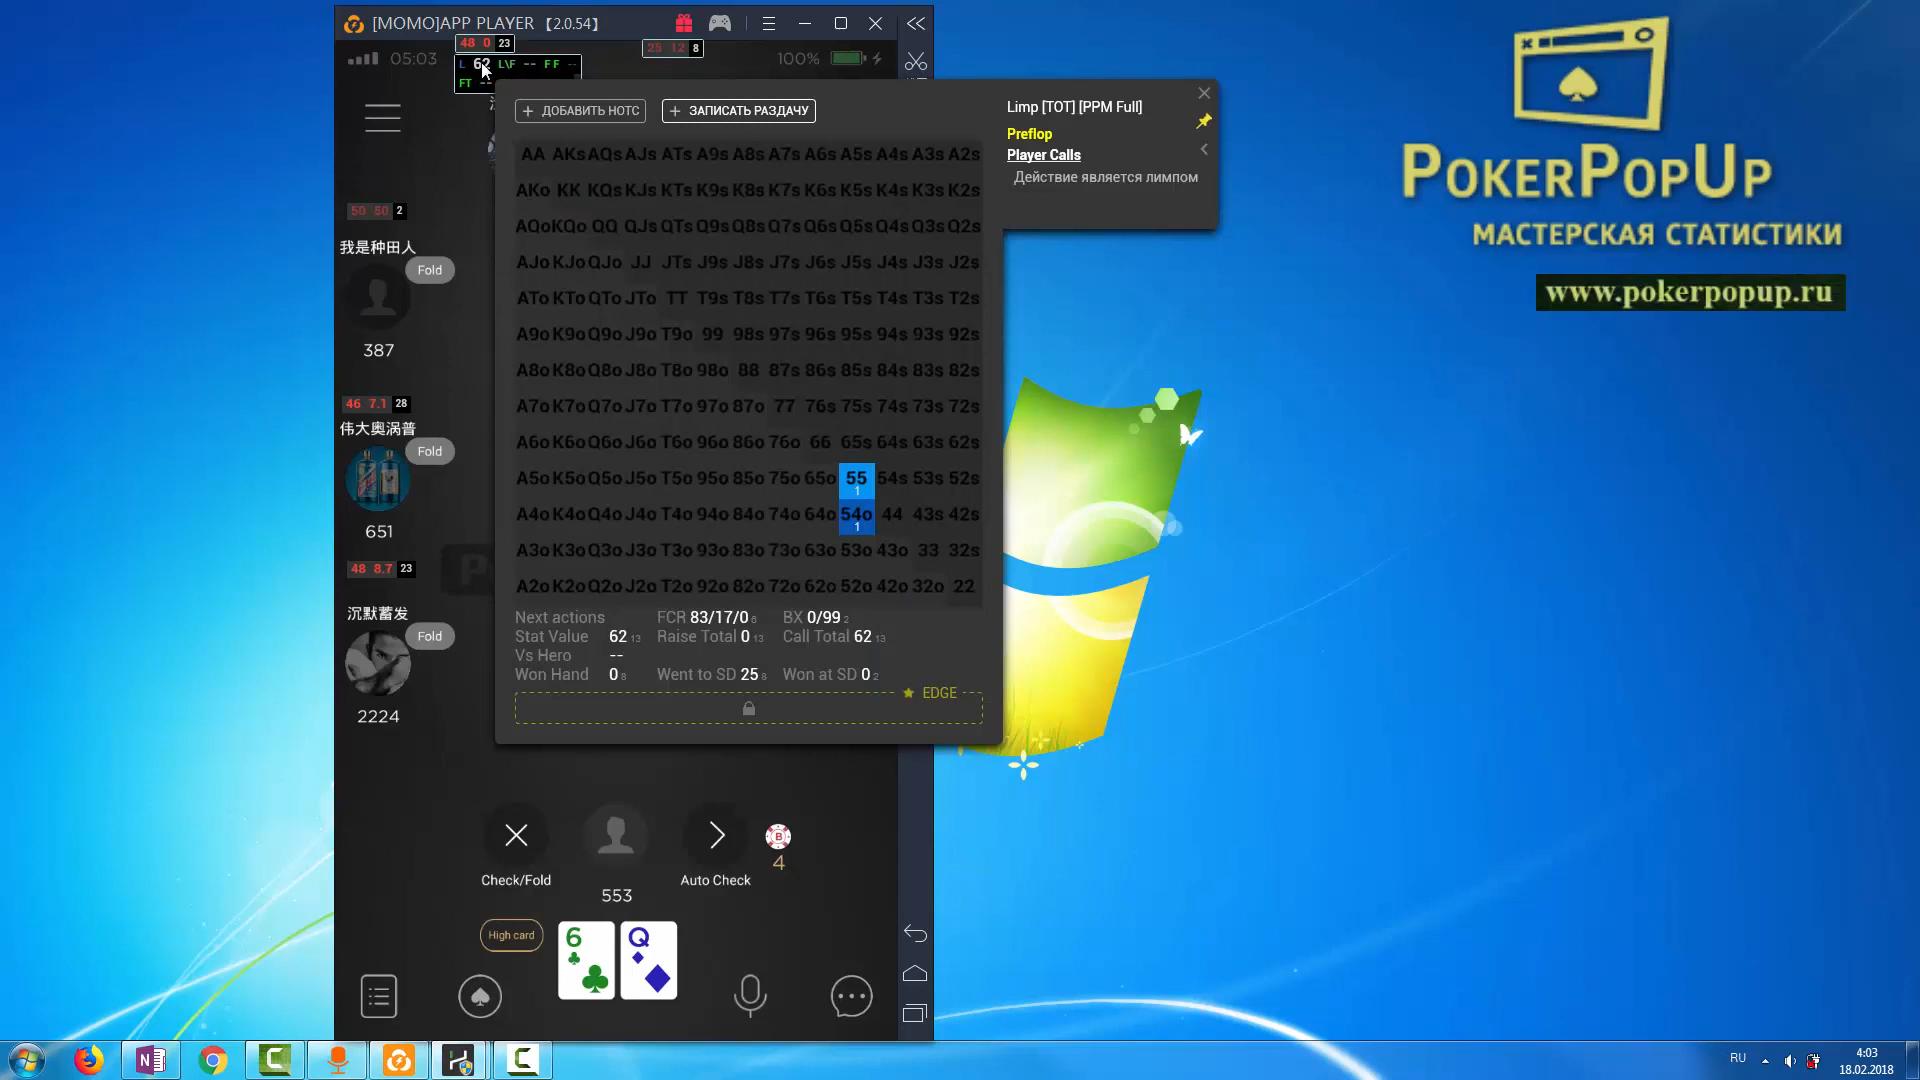 [MOMO]APP PLAYER 【2.0.54】
48 0 23
25 12 8
05:03
100%
L 62 L\F -- FF --
FT --
+ ДОБАВИТЬ НОТС
+ ЗАПИСАТЬ РАЗДАЧУ
Limp [TOT] [PPM Full]
Preflop
Player Calls
Действие является лимпом
AA AKs AQs AJs ATs A9s A8s A7s A6s A5s A4s A3s A2s
AKo KK KQs KJs KTs K9s K8s K7s K6s K5s K4s K3s K2s
AQo KQo QQ QJs QTs Q9s Q8s Q7s Q6s Q5s Q4s Q3s Q2s
AJo KJo QJo JJ JTs J9s J8s J7s J6s J5s J4s J3s J2s
ATo KTo QTo JTo TT T9s T8s T7s T6s T5s T4s T3s T2s
A9o K9o Q9o J9o T9o 99 98s 97s 96s 95s 94s 93s 92s
A8o K8o Q8o J8o T8o 98o 88 87s 86s 85s 84s 83s 82s
A7o K7o Q7o J7o T7o 97o 87o 77 76s 75s 74s 73s 72s
A6o K6o Q6o J6o T6o 96o 86o 76o 66 65s 64s 63s 62s
A5o K5o Q5o J5o T5o 95o 85o 75o 65o 55 54s 53s 52s
1
A4o K4o Q4o J4o T4o 94o 84o 74o 64o 54o 44 43s 42s
1
A3o K3o Q3o J3o T3o 93o 83o 73o 63o 53o 43o 33 32s
A2o K2o Q2o J2o T2o 92o 82o 72o 62o 52o 42o 32o 22
Next actions FCR 83/17/0 6 BX 0/99 2
Stat Value 62 13 Raise Total 0 13 Call Total 62 13
Vs Hero --
Won Hand 0 8 Went to SD 25 8 Won at SD 0 2
EDGE
50 50 2
我是种田人
Fold
387
46 7.1 28
伟大奥涡普
Fold
651
48 8.7 23
沉默蓄发
Fold
2224
B
4
Check/Fold
553
Auto Check
High card
6
Q
POKERPOPUP
МАСТЕРСКАЯ СТАТИСТИКИ
www.pokerpopup.ru
RU
4:03
18.02.2018